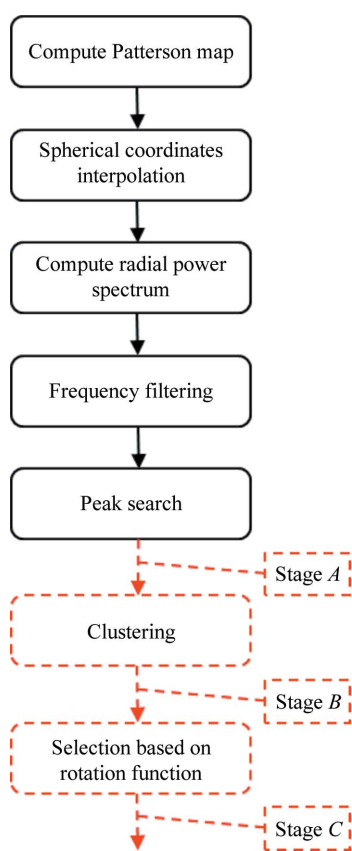 Compute Patterson map
Spherical coordinates
interpolation
Compute radial power
spectrum
Frequency filtering
Peak search
Stage A
Clustering
Stage B
Selection based on
rotation function
Stage C